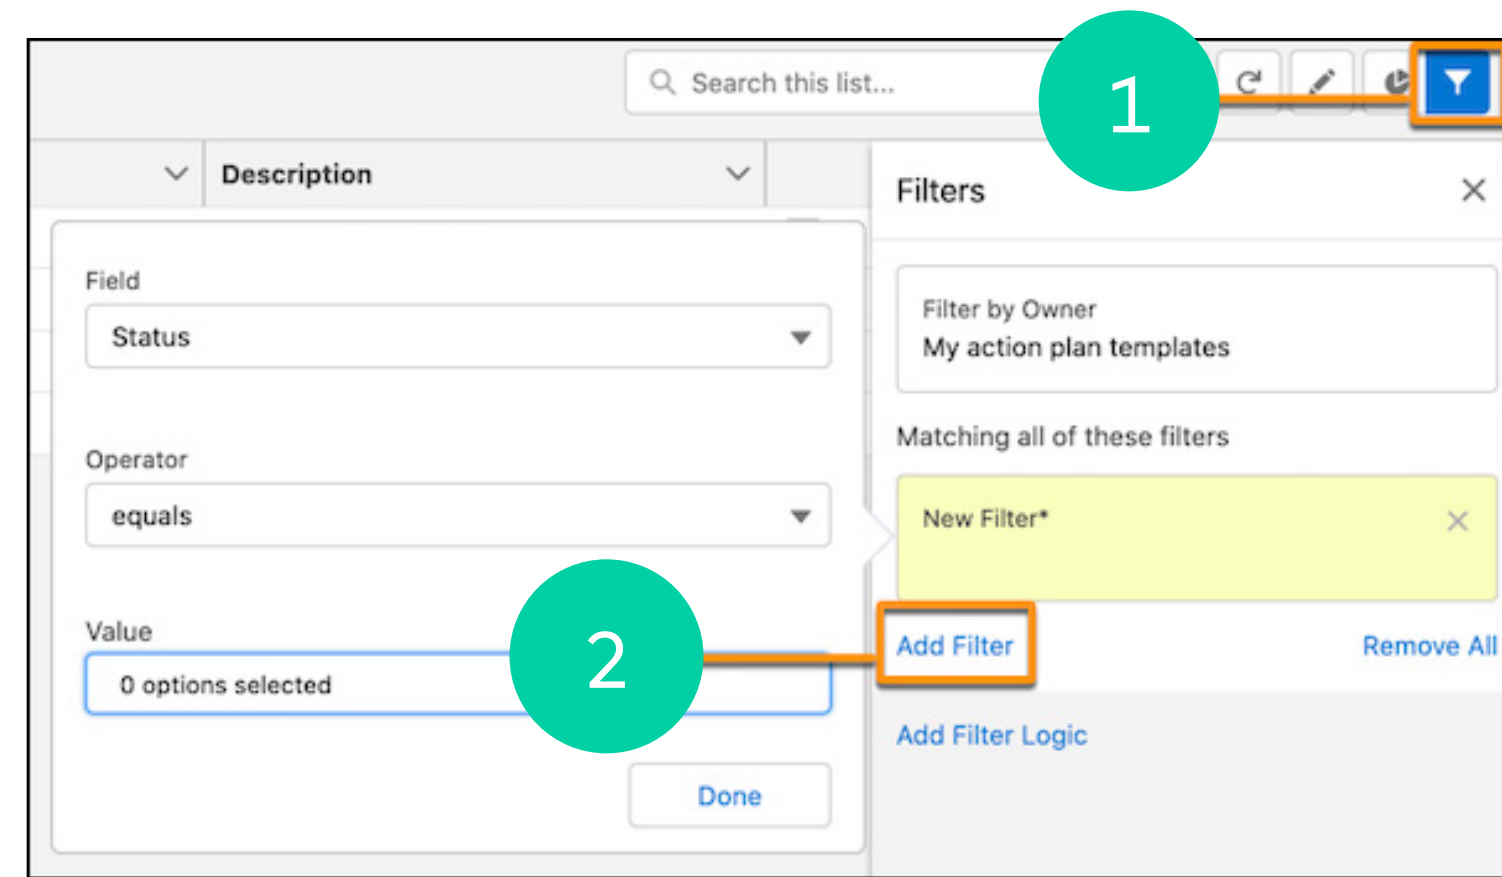 Search this list...
1
Description
Filters
Field
Status
Filter by Owner
My action plan templates
Operator
equals
Matching all of these filters
New Filter*
Value
0 options selected
2
Add Filter
Remove All
Add Filter Logic
Done